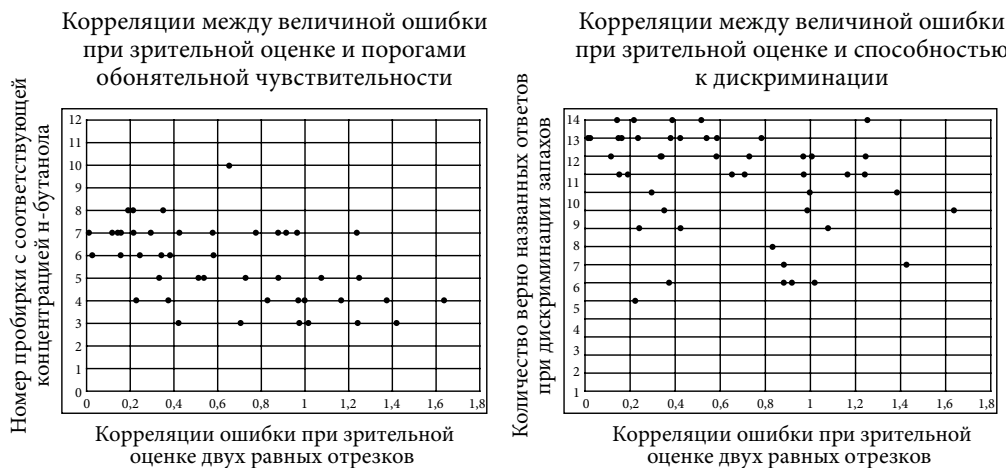 Корреляции между величиной ошибки
при зрительной оценке и порогами
обонятельной чувствительности
Номер пробирки с соответствующей
концентрацией н-бутанола
12
11
10
9
8
7
6
5
4
3
2
1
0
0 0,2 0,4 0,6 0,8 1 1,2 1,4 1,6 1,8
Корреляции ошибки при зрительной
оценке двух равных отрезков
Корреляции между величиной ошибки
при зрительной оценке и способностью
к дискриминации
Количество верно названных ответов
при дискриминации запахов
14
13
12
11
10
9
8
7
6
5
4
3
2
1
0 0,2 0,4 0,6 0,8 1 1,2 1,4 1,6 1,8
Корреляции ошибки при зрительной
оценке двух равных отрезков